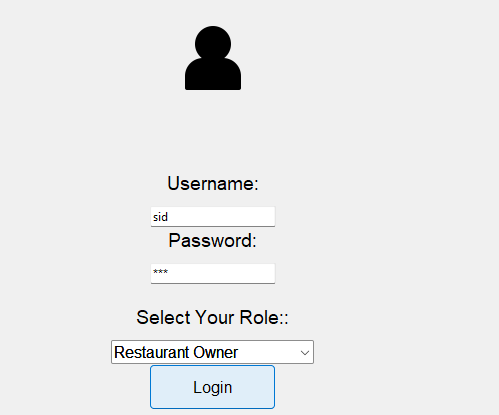 Username:
sid
Password:
***
Select Your Role::
Restaurant Owner
Login